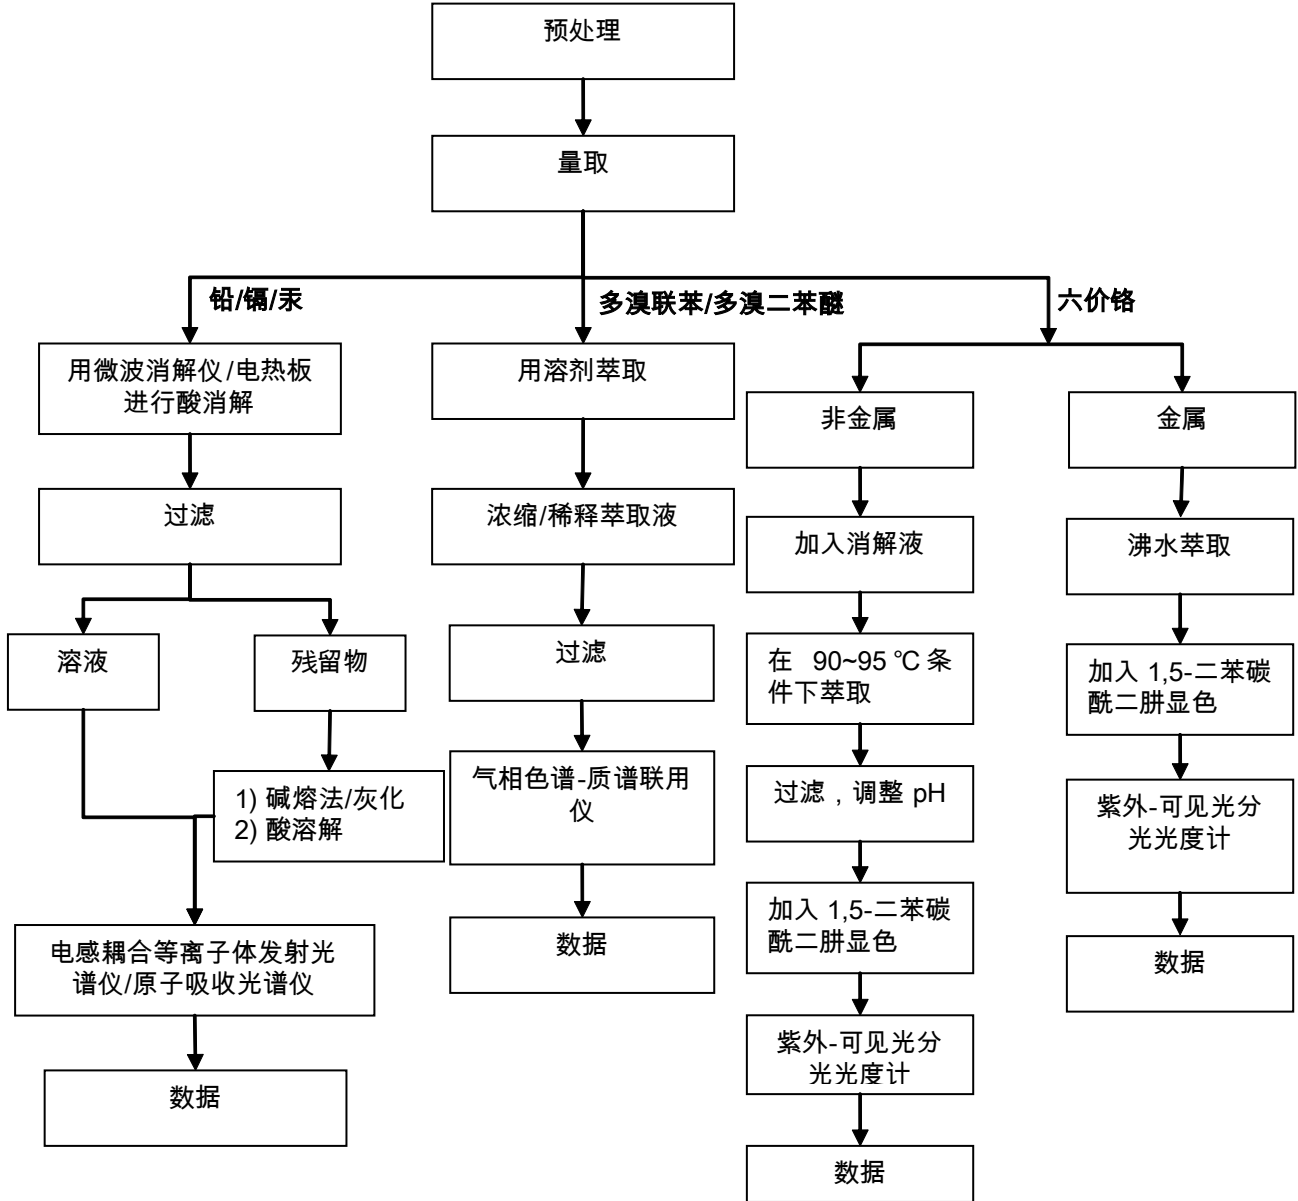 预处理
量取
铅/镉/汞
多溴联苯/多溴二苯醚
六价铬
用微波消解仪/电热板
进行酸消解
过滤
溶液
残留物
1) 碱熔法/灰化
2) 酸溶解
电感耦合等离子体发射光
谱仪/原子吸收光谱仪
数据
用溶剂萃取
浓缩/稀释萃取液
过滤
气相色谱-质谱联用
仪
数据
非金属
加入消解液
在 90~95 ℃ 条
件下萃取
过滤，调整 pH
加入 1,5-二苯碳
酰二肼显色
紫外-可见光分
光光度计
数据
金属
沸水萃取
加入 1,5-二苯碳
酰二肼显色
紫外-可见光分
光光度计
数据